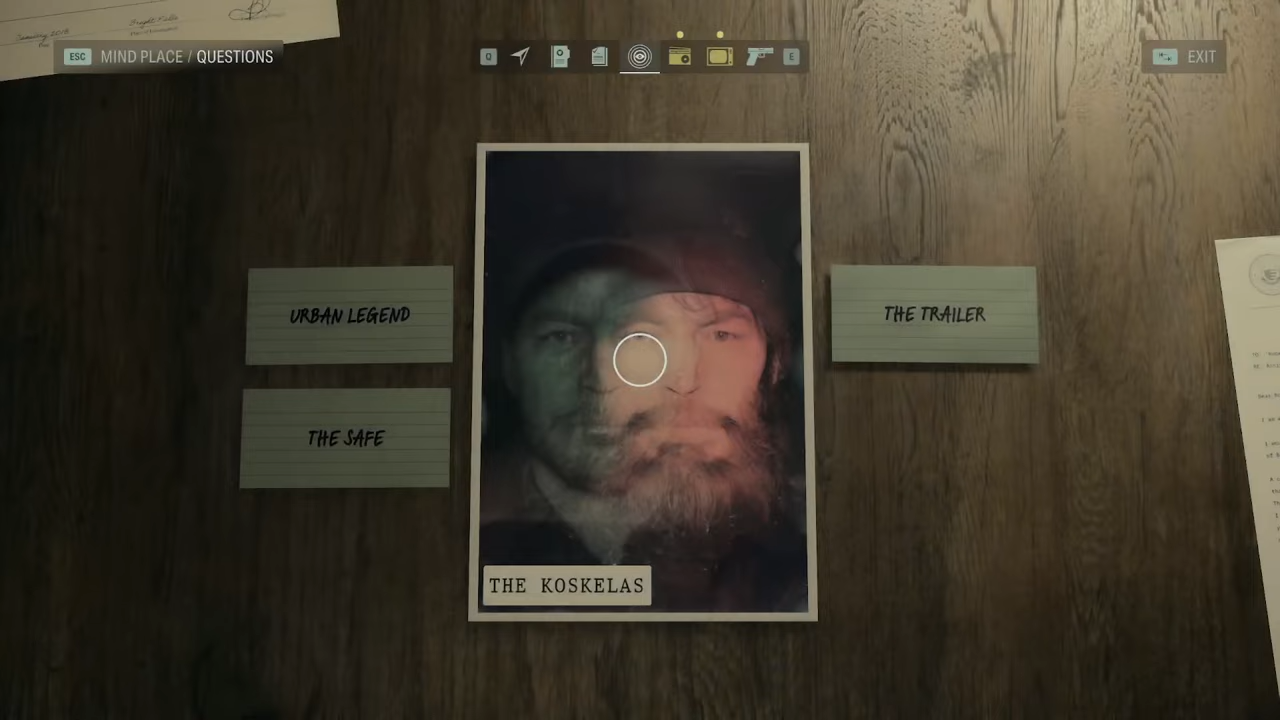 ESC MIND PLACE / QUESTIONS
Q
E
EXIT
URBAN LEGEND
THE TRAILER
THE SAFE
THE KOSKELAS